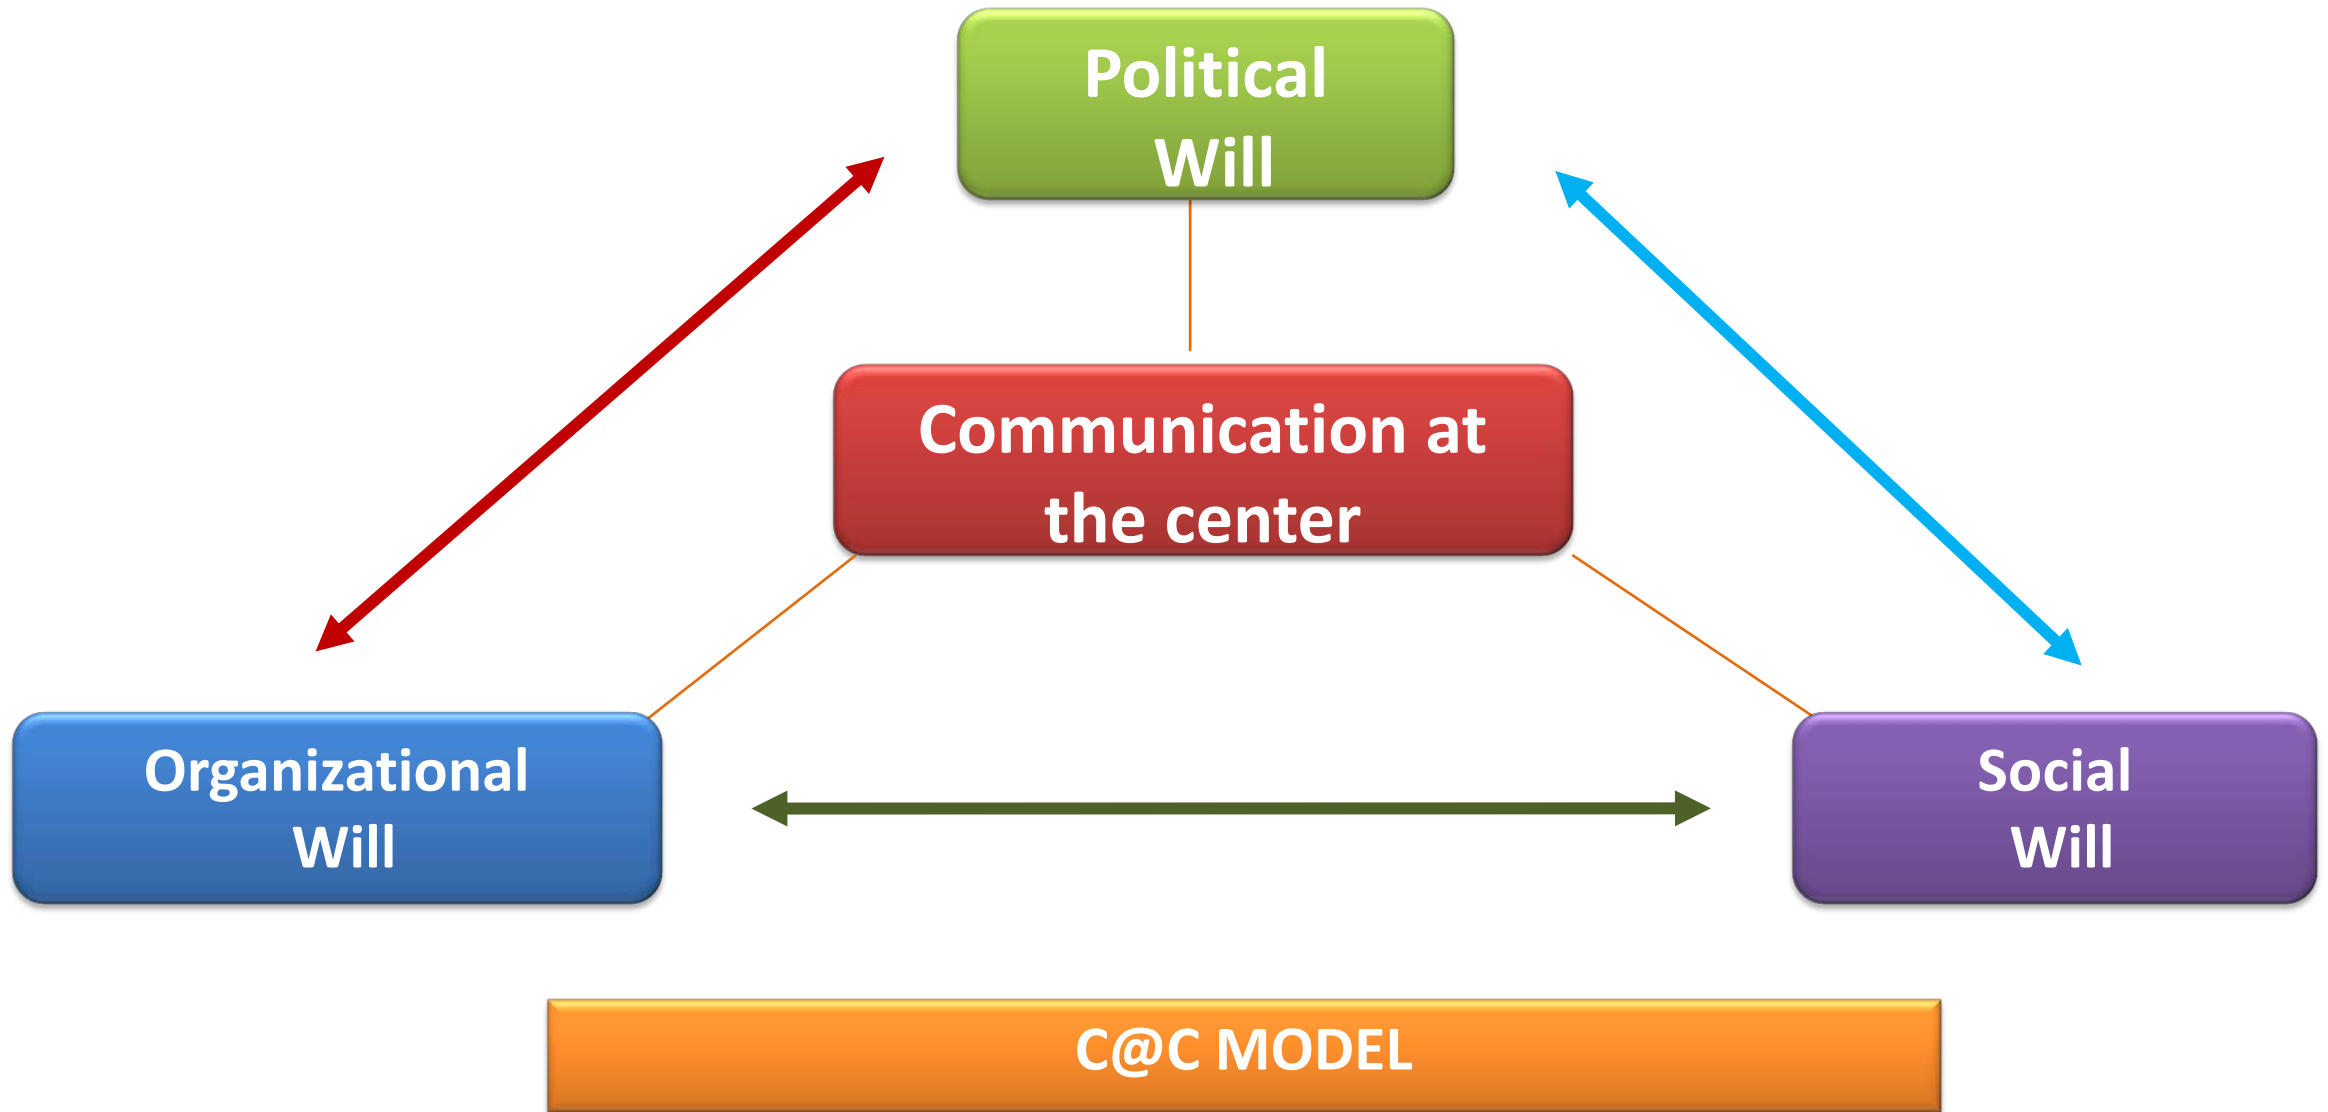 Political
Will
Communication at
the center
Organizational
Will
Social
Will
C@C MODEL